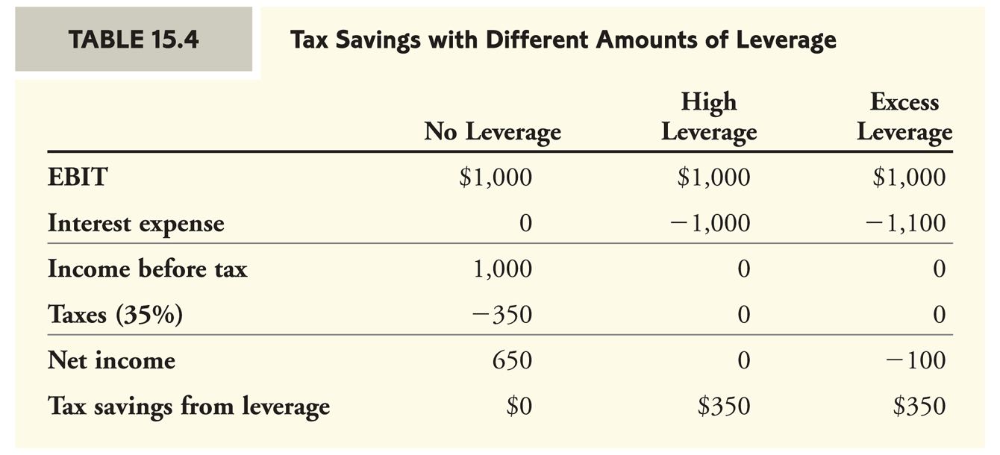 TABLE 15.4 Tax Savings with Different Amounts of Leverage
High Excess
No Leverage Leverage Leverage
EBIT $1,000 $1,000 $1,000
Interest expense 0 −1,000 −1,100
Income before tax 1,000 0 0
Taxes (35%) −350 0 0
Net income 650 0 −100
Tax savings from leverage $0 $350 $350